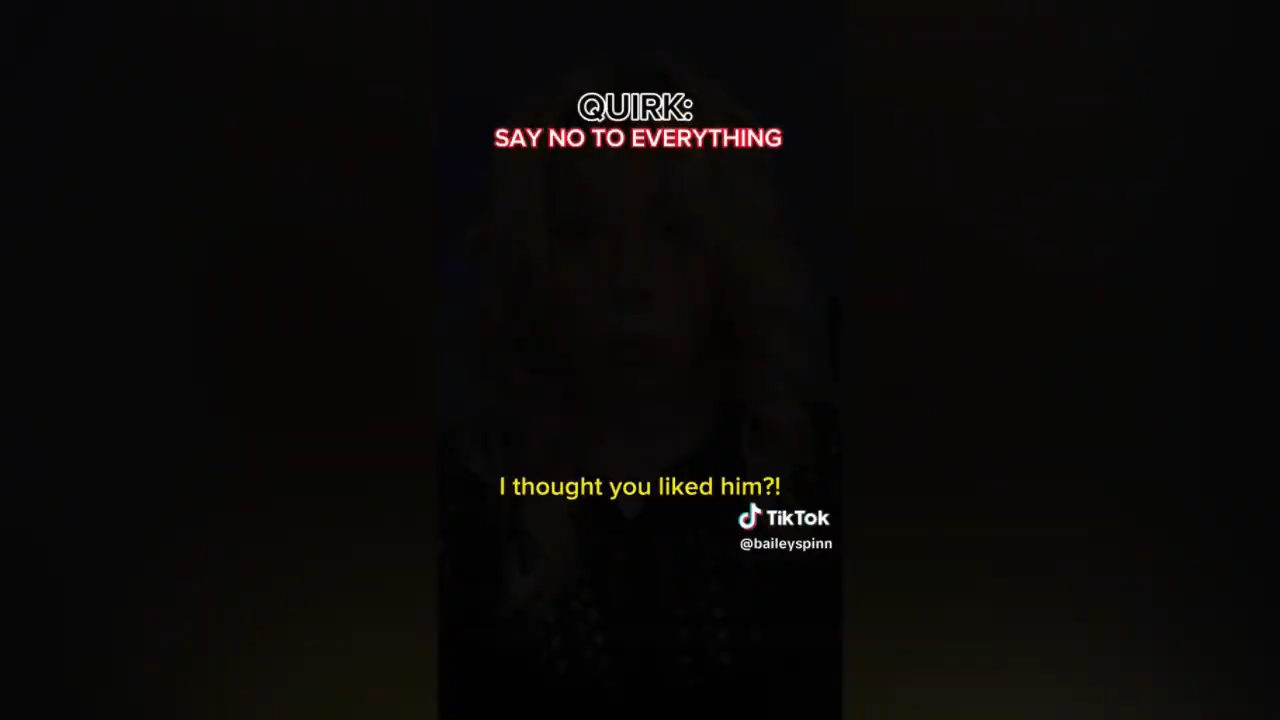 QUIRK:
SAY NO TO EVERYTHING
I thought you liked him?!
TikTok
@baileyspinn